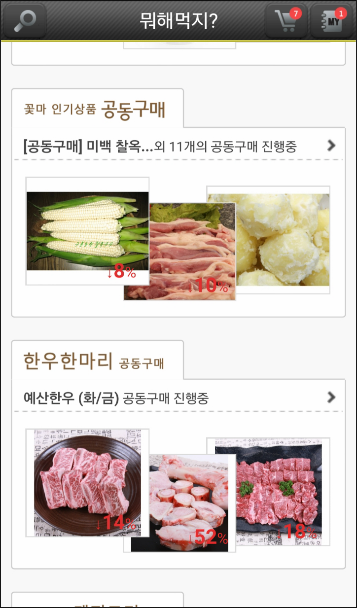 뭐해먹지?
7
MY
1
꽃마 인기상품 공동구매
[공동구매] 미백 찰옥...외 11개의 공동구매 진행중
↓8%
↓10%
한우한마리 공동구매
예산한우 (화/금) 공동구매 진행중
↓14%
↓52%
↓18%